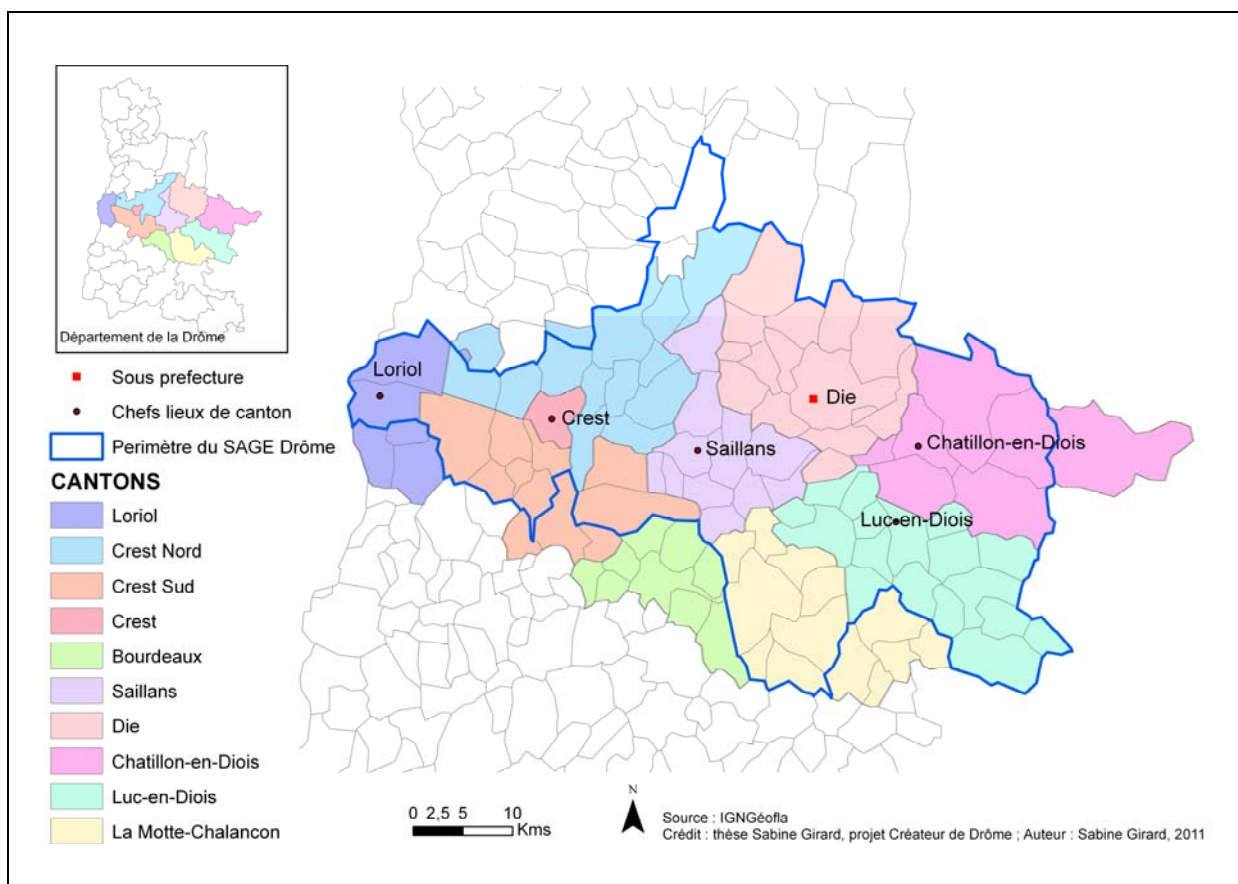 Département de la Drôme
Sous prefecture
Chefs lieux de canton
Perimètre du SAGE Drôme
CANTONS
Loriol
Crest Nord
Crest Sud
Crest
Bourdeaux
Saillans
Die
Chatillon-en-Diois
Luc-en-Diois
La Motte-Chalancon
Loriol
Crest
Saillans
Die
Chatillon-en-Diois
Luc-en-Diois
0 2,5 5 10
Kms
N
Source : IGNGéofla
Crédit : thèse Sabine Girard, projet Créateur de Drôme ; Auteur : Sabine Girard, 2011